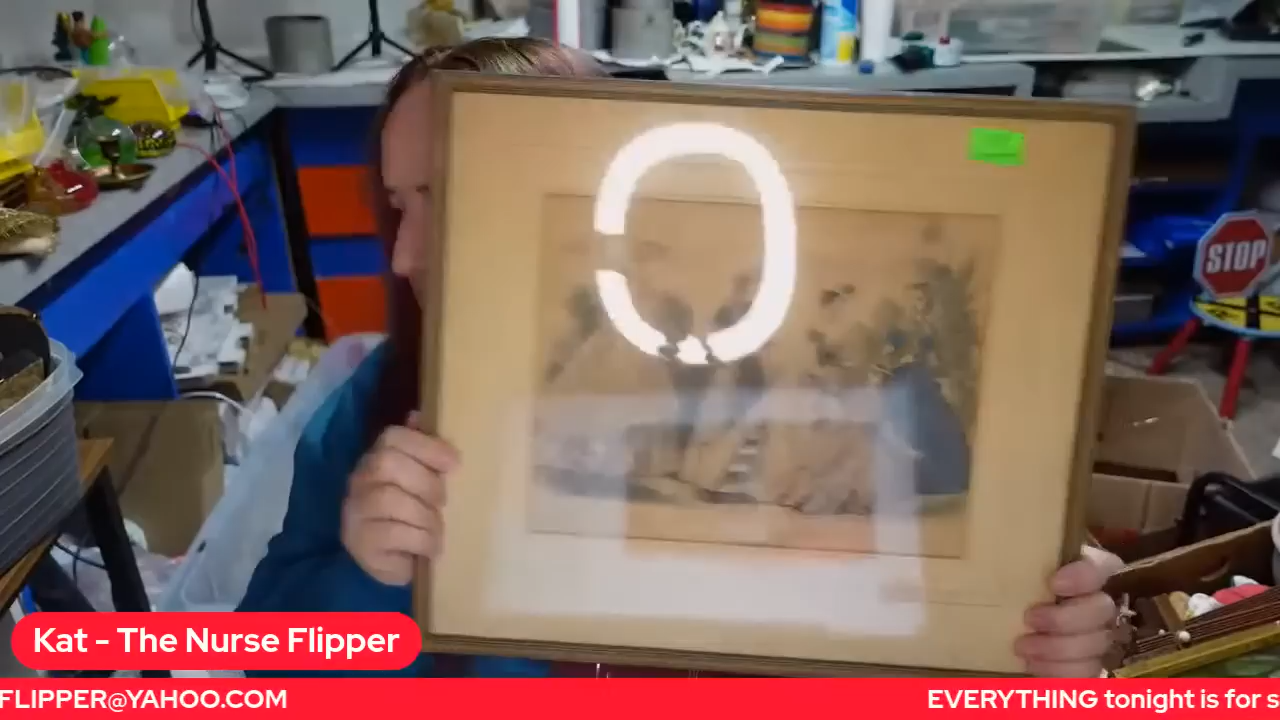 STOP
Kat - The Nurse Flipper
FLIPPER@YAHOO.COM
EVERYTHING tonight is for s